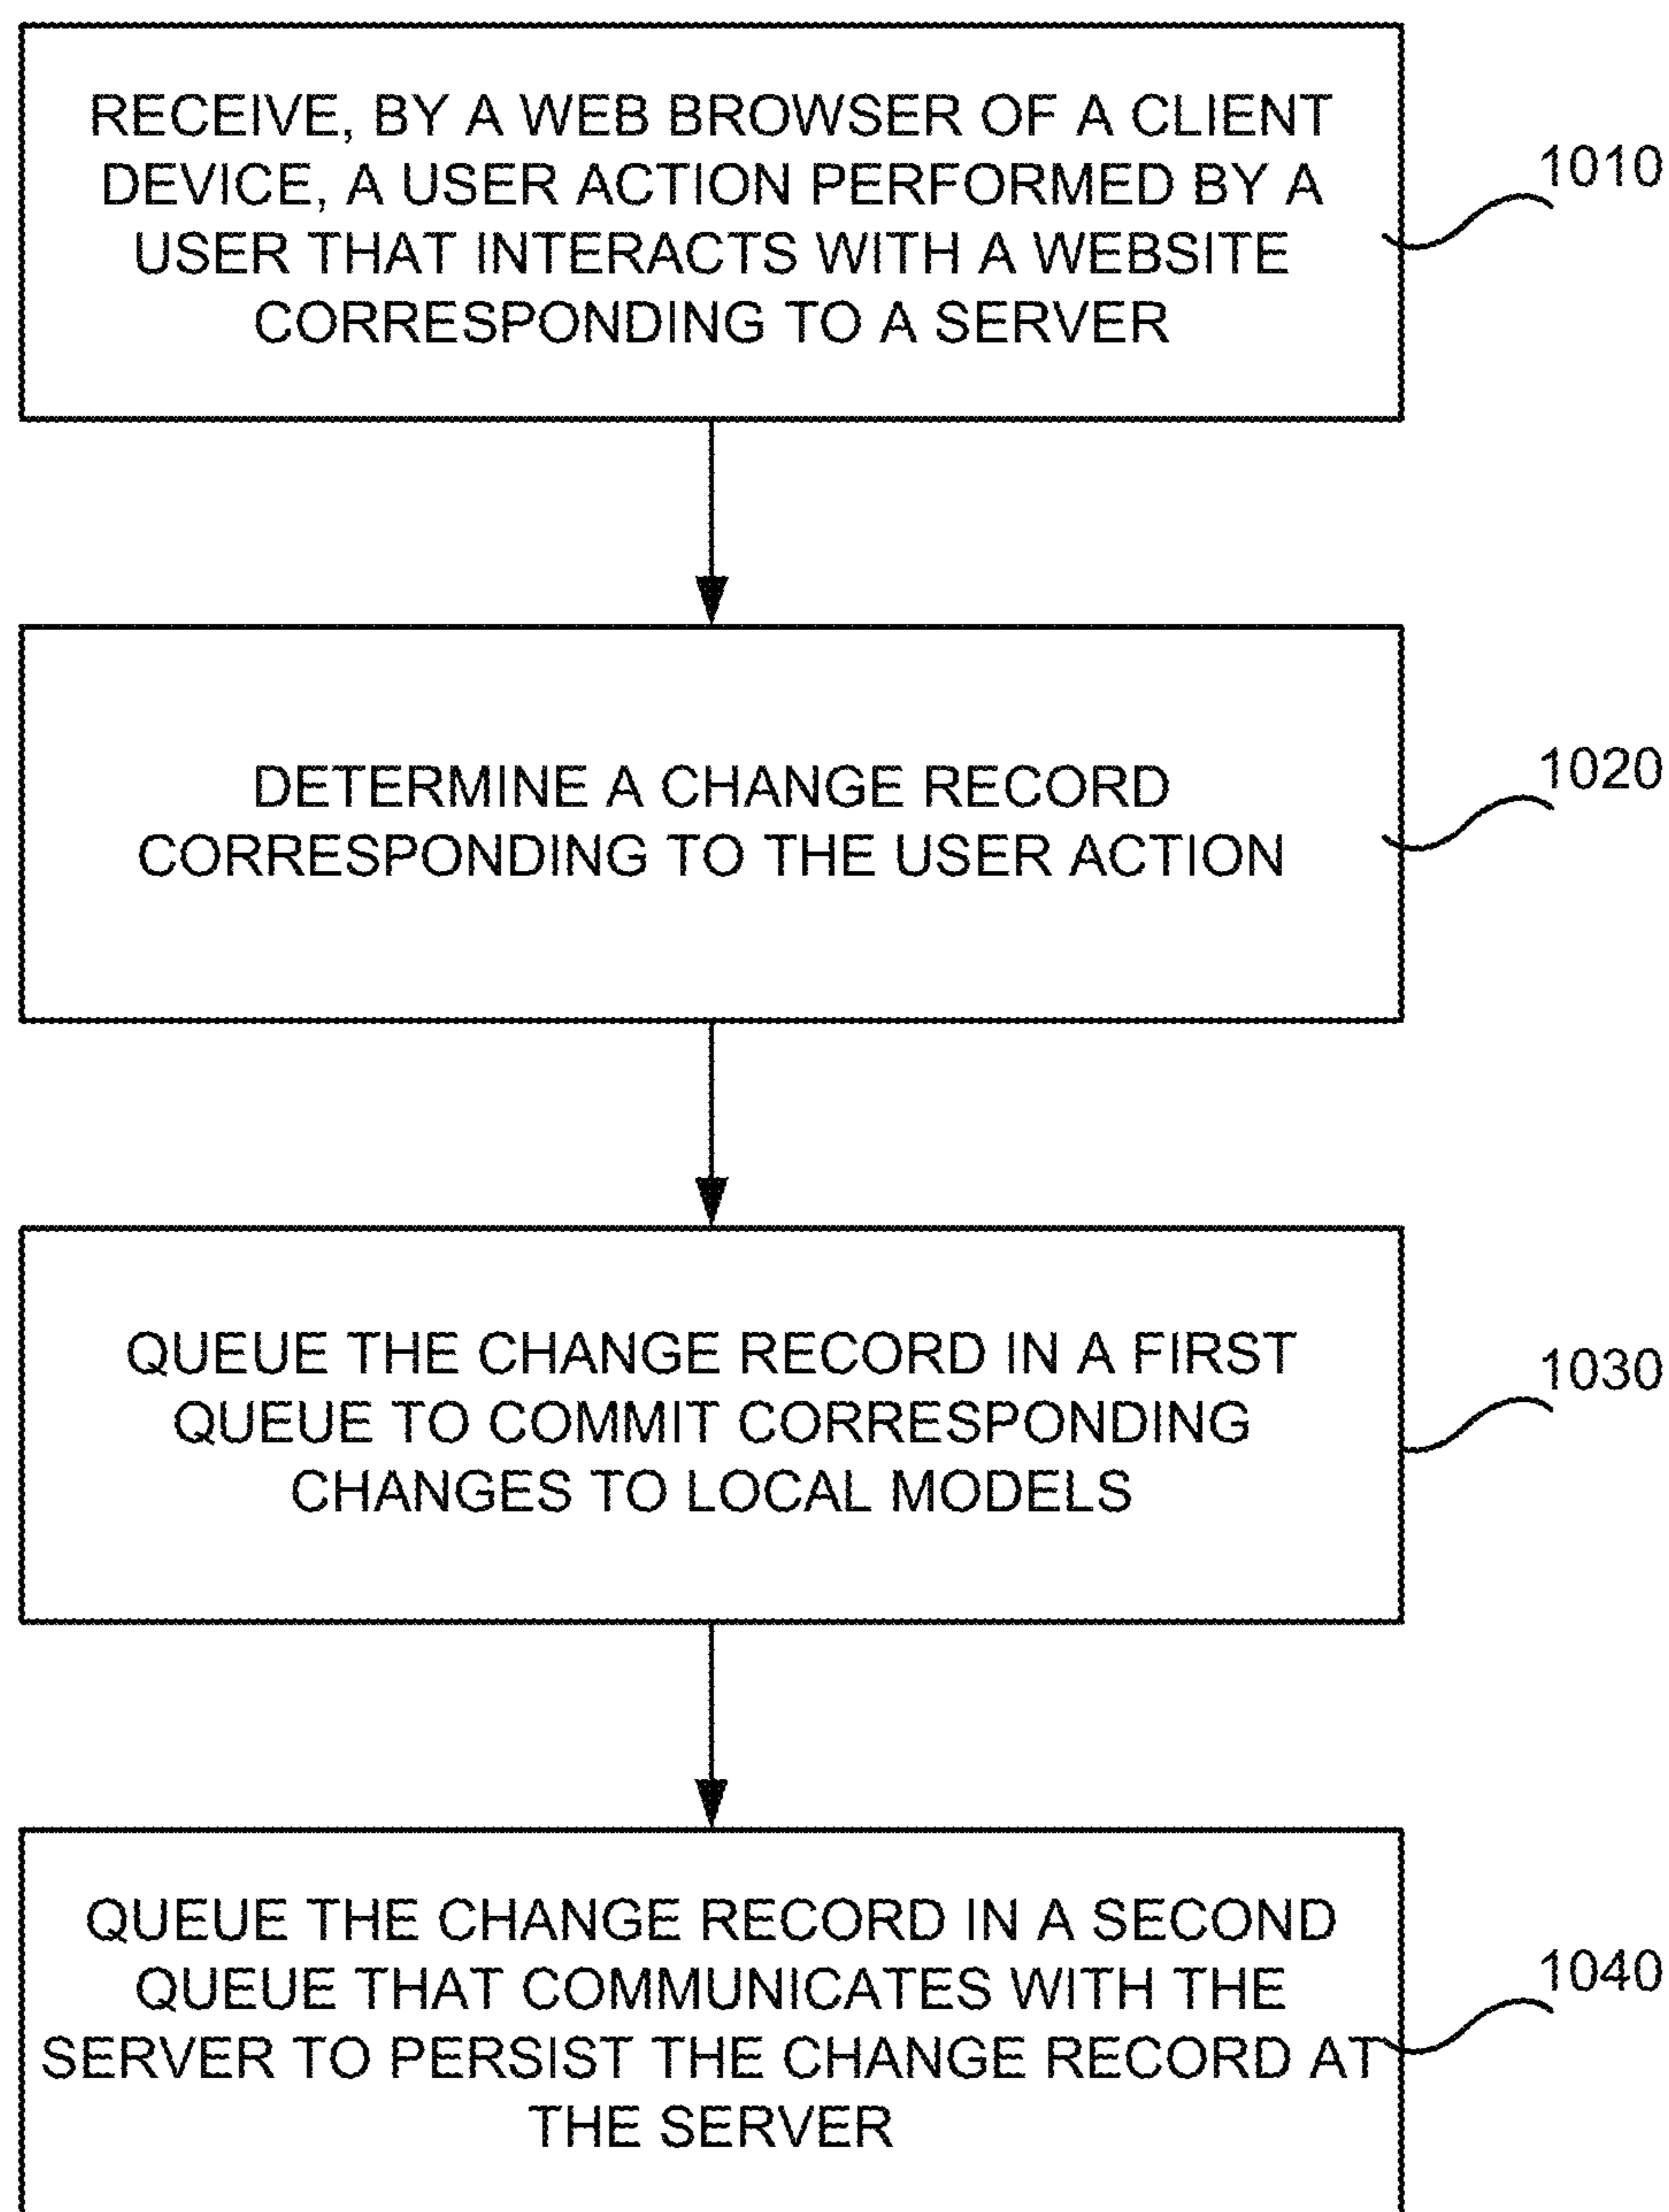 RECEIVE, BY A WEB BROWSER OF A CLIENT
DEVICE, A USER ACTION PERFORMED BY A
USER THAT INTERACTS WITH A WEBSITE
CORRESPONDING TO A SERVER
1010
DETERMINE A CHANGE RECORD
CORRESPONDING TO THE USER ACTION
1020
QUEUE THE CHANGE RECORD IN A FIRST
QUEUE TO COMMIT CORRESPONDING
CHANGES TO LOCAL MODELS
1030
QUEUE THE CHANGE RECORD IN A SECOND
QUEUE THAT COMMUNICATES WITH THE
SERVER TO PERSIST THE CHANGE RECORD AT
THE SERVER
1040